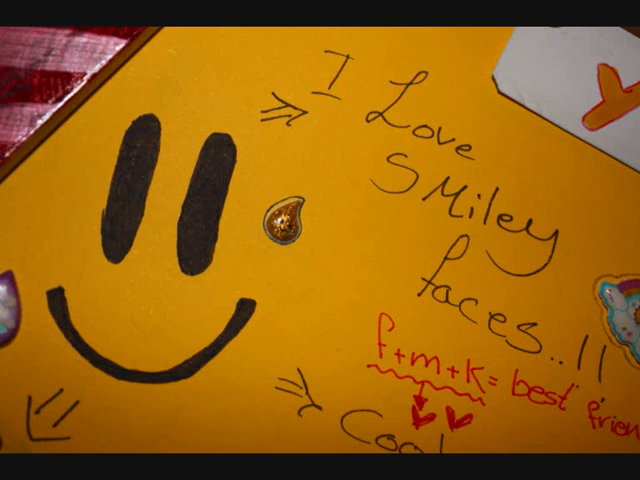 I Love
SMiley
faces..!!
f+m+k= best frien
Cool
Y